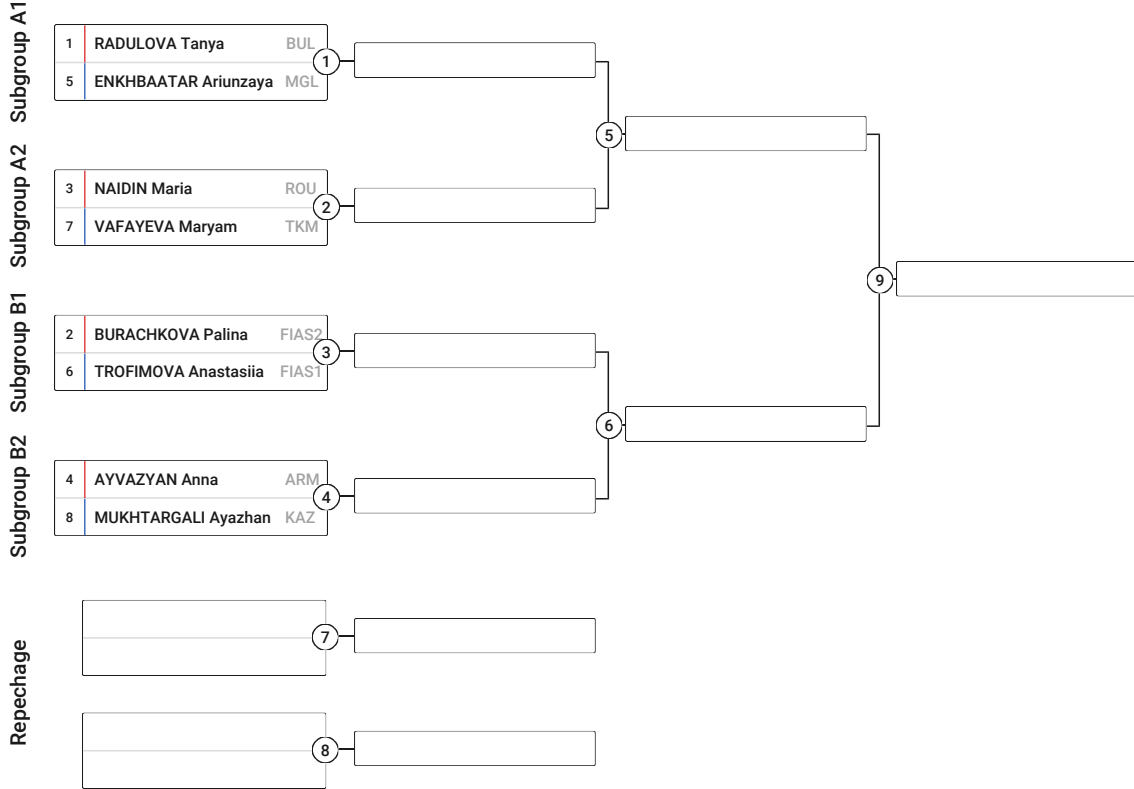 Subgroup A1
1 RADULOVA Tanya BUL
5 ENKHBAATAR Ariunzaya MGL
1
5
Subgroup A2
3 NAIDIN Maria ROU
7 VAFAYEVA Maryam TKM
2
9
Subgroup B1
2 BURACHKOVA Palina FIAS2
6 TROFIMOVA Anastasiia FIAS1
3
6
Subgroup B2
4 AYVAZYAN Anna ARM
8 MUKHTARGALI Ayazhan KAZ
4
Repechage
7
8